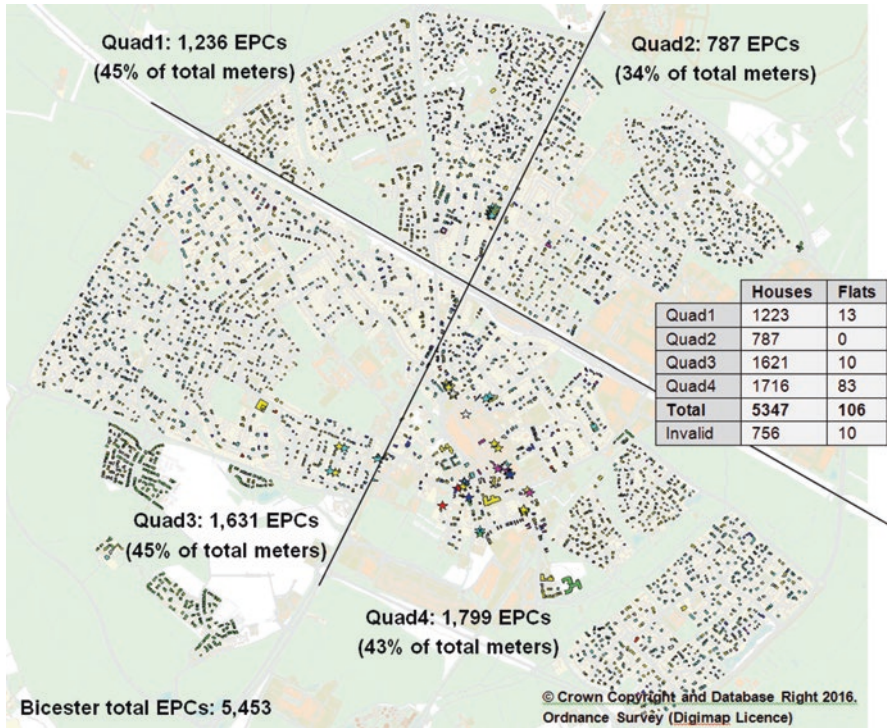 Quad1: 1,236 EPCs
(45% of total meters)
Quad2: 787 EPCs
(34% of total meters)
Houses Flats
Quad1 1223 13
Quad2 787 0
Quad3 1621 10
Quad4 1716 83
Total 5347 106
Invalid 756 10
Quad3: 1,631 EPCs
(45% of total meters)
Quad4: 1,799 EPCs
(43% of total meters)
Bicester total EPCs: 5,453
© Crown Copyright and Database Right 2016.
Ordnance Survey (Digimap Licence)